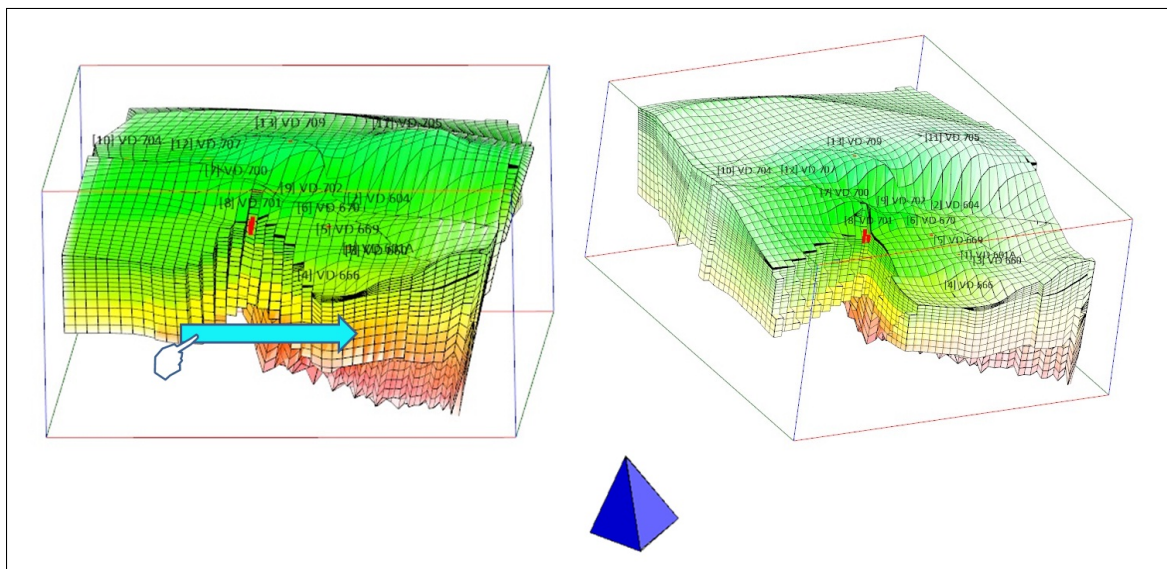 [13] VD 709
[11] VD 705
[10] VD 704
[12] VD 707
[7] VD 700
[9] VD 702
[2] VD 604
[8] VD 701
[6] VD 670
[5] VD 669
[4] VD 666
[13] VD 709
[11] VD 705
[10] VD 704
[12] VD 707
[7] VD 700
[9] VD 702
[2] VD 604
[8] VD 701
[6] VD 670
[5] VD 669
[1] VD 601A
[3] VD 660
[4] VD 666